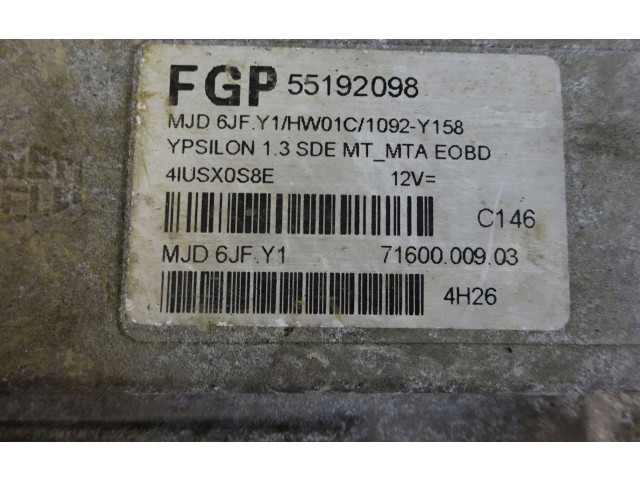 FGP 55192098
MJD 6JF.Y1/HW01C/1092-Y158
YPSILON 1.3 SDE MT_MTA EOBD
4IUSX0S8E 12V=
C146
MJD 6JF.Y1 71600.009.03
4H26